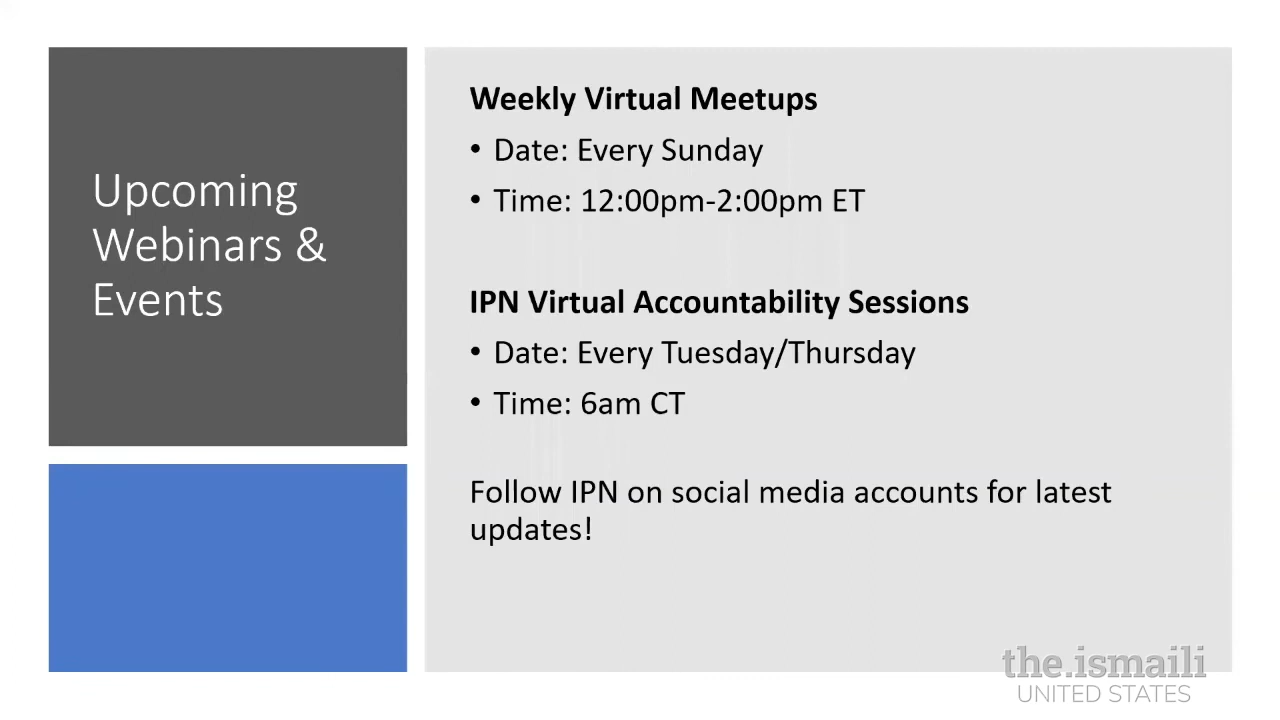 Upcoming
Webinars &
Events
Weekly Virtual Meetups
• Date: Every Sunday
• Time: 12:00pm-2:00pm ET
IPN Virtual Accountability Sessions
• Date: Every Tuesday/Thursday
• Time: 6am CT
Follow IPN on social media accounts for latest
updates!
the.ismaili
UNITED STATES